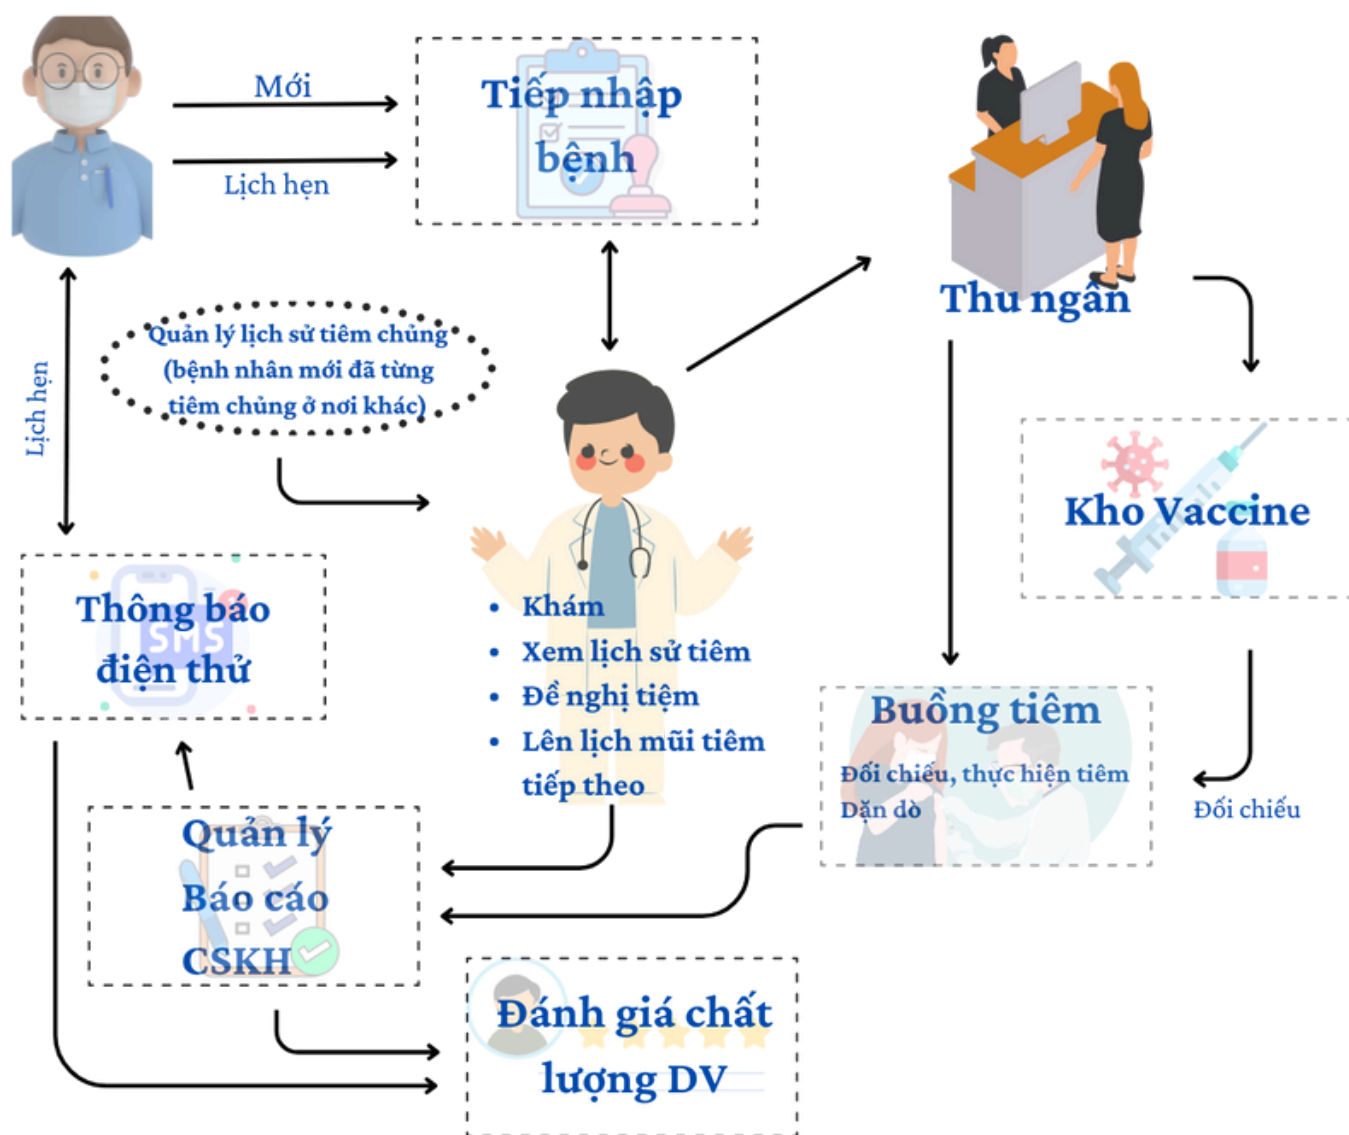 Mới
Lịch hẹn
Tiếp nhập
bệnh
Thu ngân
Quản lý lịch sử tiêm chủng
(bệnh nhân mới đã từng
tiêm chủng ở nơi khác)
Lịch hẹn
Kho Vaccine
Thông báo
điện thử
SMS
• Khám
• Xem lịch sử tiêm
• Đề nghị tiệm
• Lên lịch mũi tiêm
tiếp theo
Buồng tiêm
Đối chiếu, thực hiện tiêm
Dặn dò
Đối chiếu
Quản lý
Báo cáo
CSKH
Đánh giá chất
lượng DV